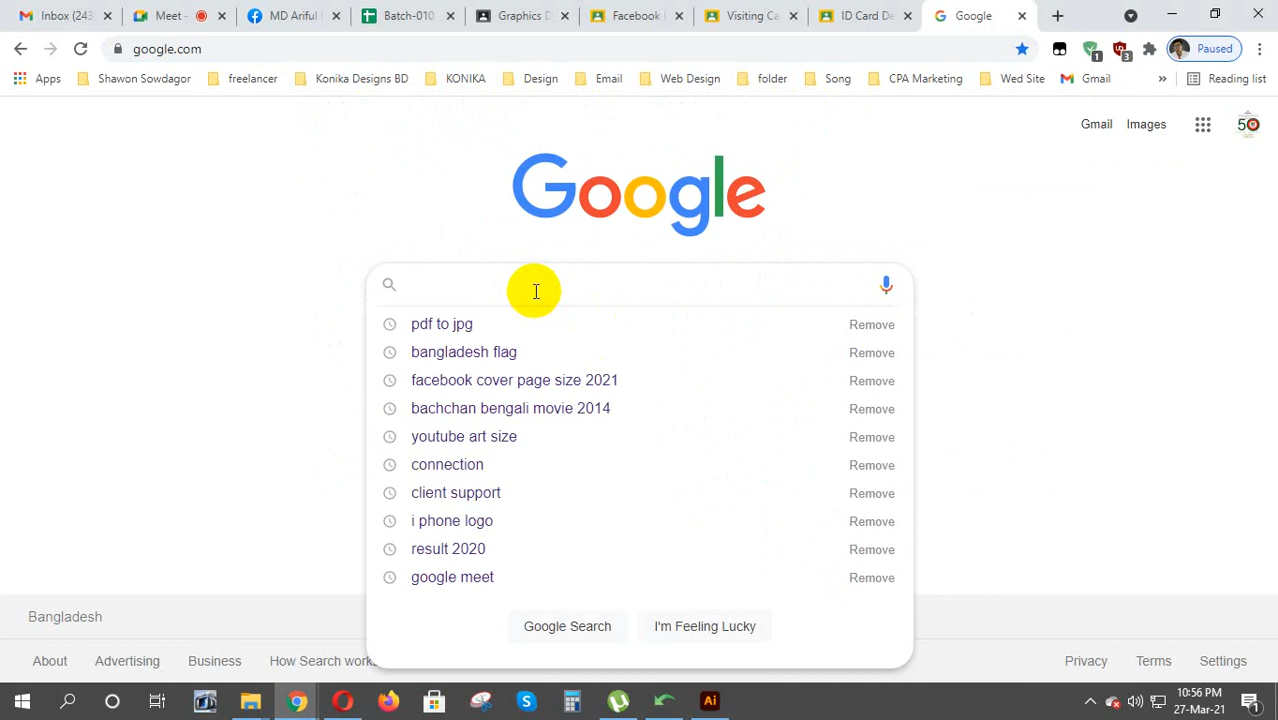 Inbox (243
Meet -
MD Ariful
Batch-010
Graphics D
Facebook
Visiting Ca
ID Card De
Google
google.com
1
3
Paused
Apps
Shawon Sowdagor
freelancer
Konika Designs BD
KONIKA
Design
Email
Web Design
folder
Song
CPA Marketing
Wed Site
Gmail
»
Reading list
Gmail
Images
50
Google
pdf to jpg
Remove
bangladesh flag
Remove
facebook cover page size 2021
Remove
bachchan bengali movie 2014
Remove
youtube art size
Remove
connection
Remove
client support
Remove
i phone logo
Remove
result 2020
Remove
google meet
Remove
Google Search
I'm Feeling Lucky
Bangladesh
About
Advertising
Business
How Search work
Privacy
Terms
Settings
Ai
10:56 PM
27-Mar-21
1